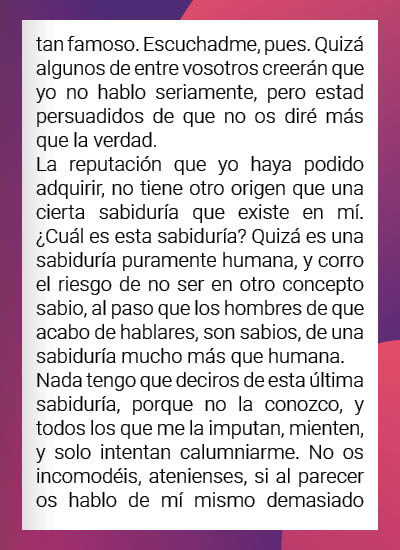 tan famoso. Escuchadme, pues. Quizá
algunos de entre vosotros creerán que
yo no hablo seriamente, pero estad
persuadidos de que no os diré más
que la verdad.
La reputación que yo haya podido
adquirir, no tiene otro origen que una
cierta sabiduría que existe en mí.
¿Cuál es esta sabiduría? Quizá es una
sabiduría puramente humana, y corro
el riesgo de no ser en otro concepto
sabio, al paso que los hombres de que
acabo de hablares, son sabios, de una
sabiduría mucho más que humana.
Nada tengo que deciros de esta última
sabiduría, porque no la conozco, y
todos los que me la imputan, mienten,
y solo intentan calumniarme. No os
incomodéis, atenienses, si al parecer
os hablo de mí mismo demasiado